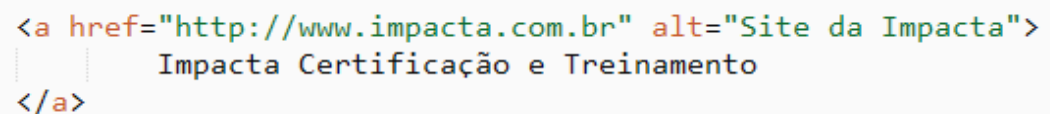 <a href="http://www.impacta.com.br" alt="Site da Impacta">
Impacta Certificação e Treinamento
</a>